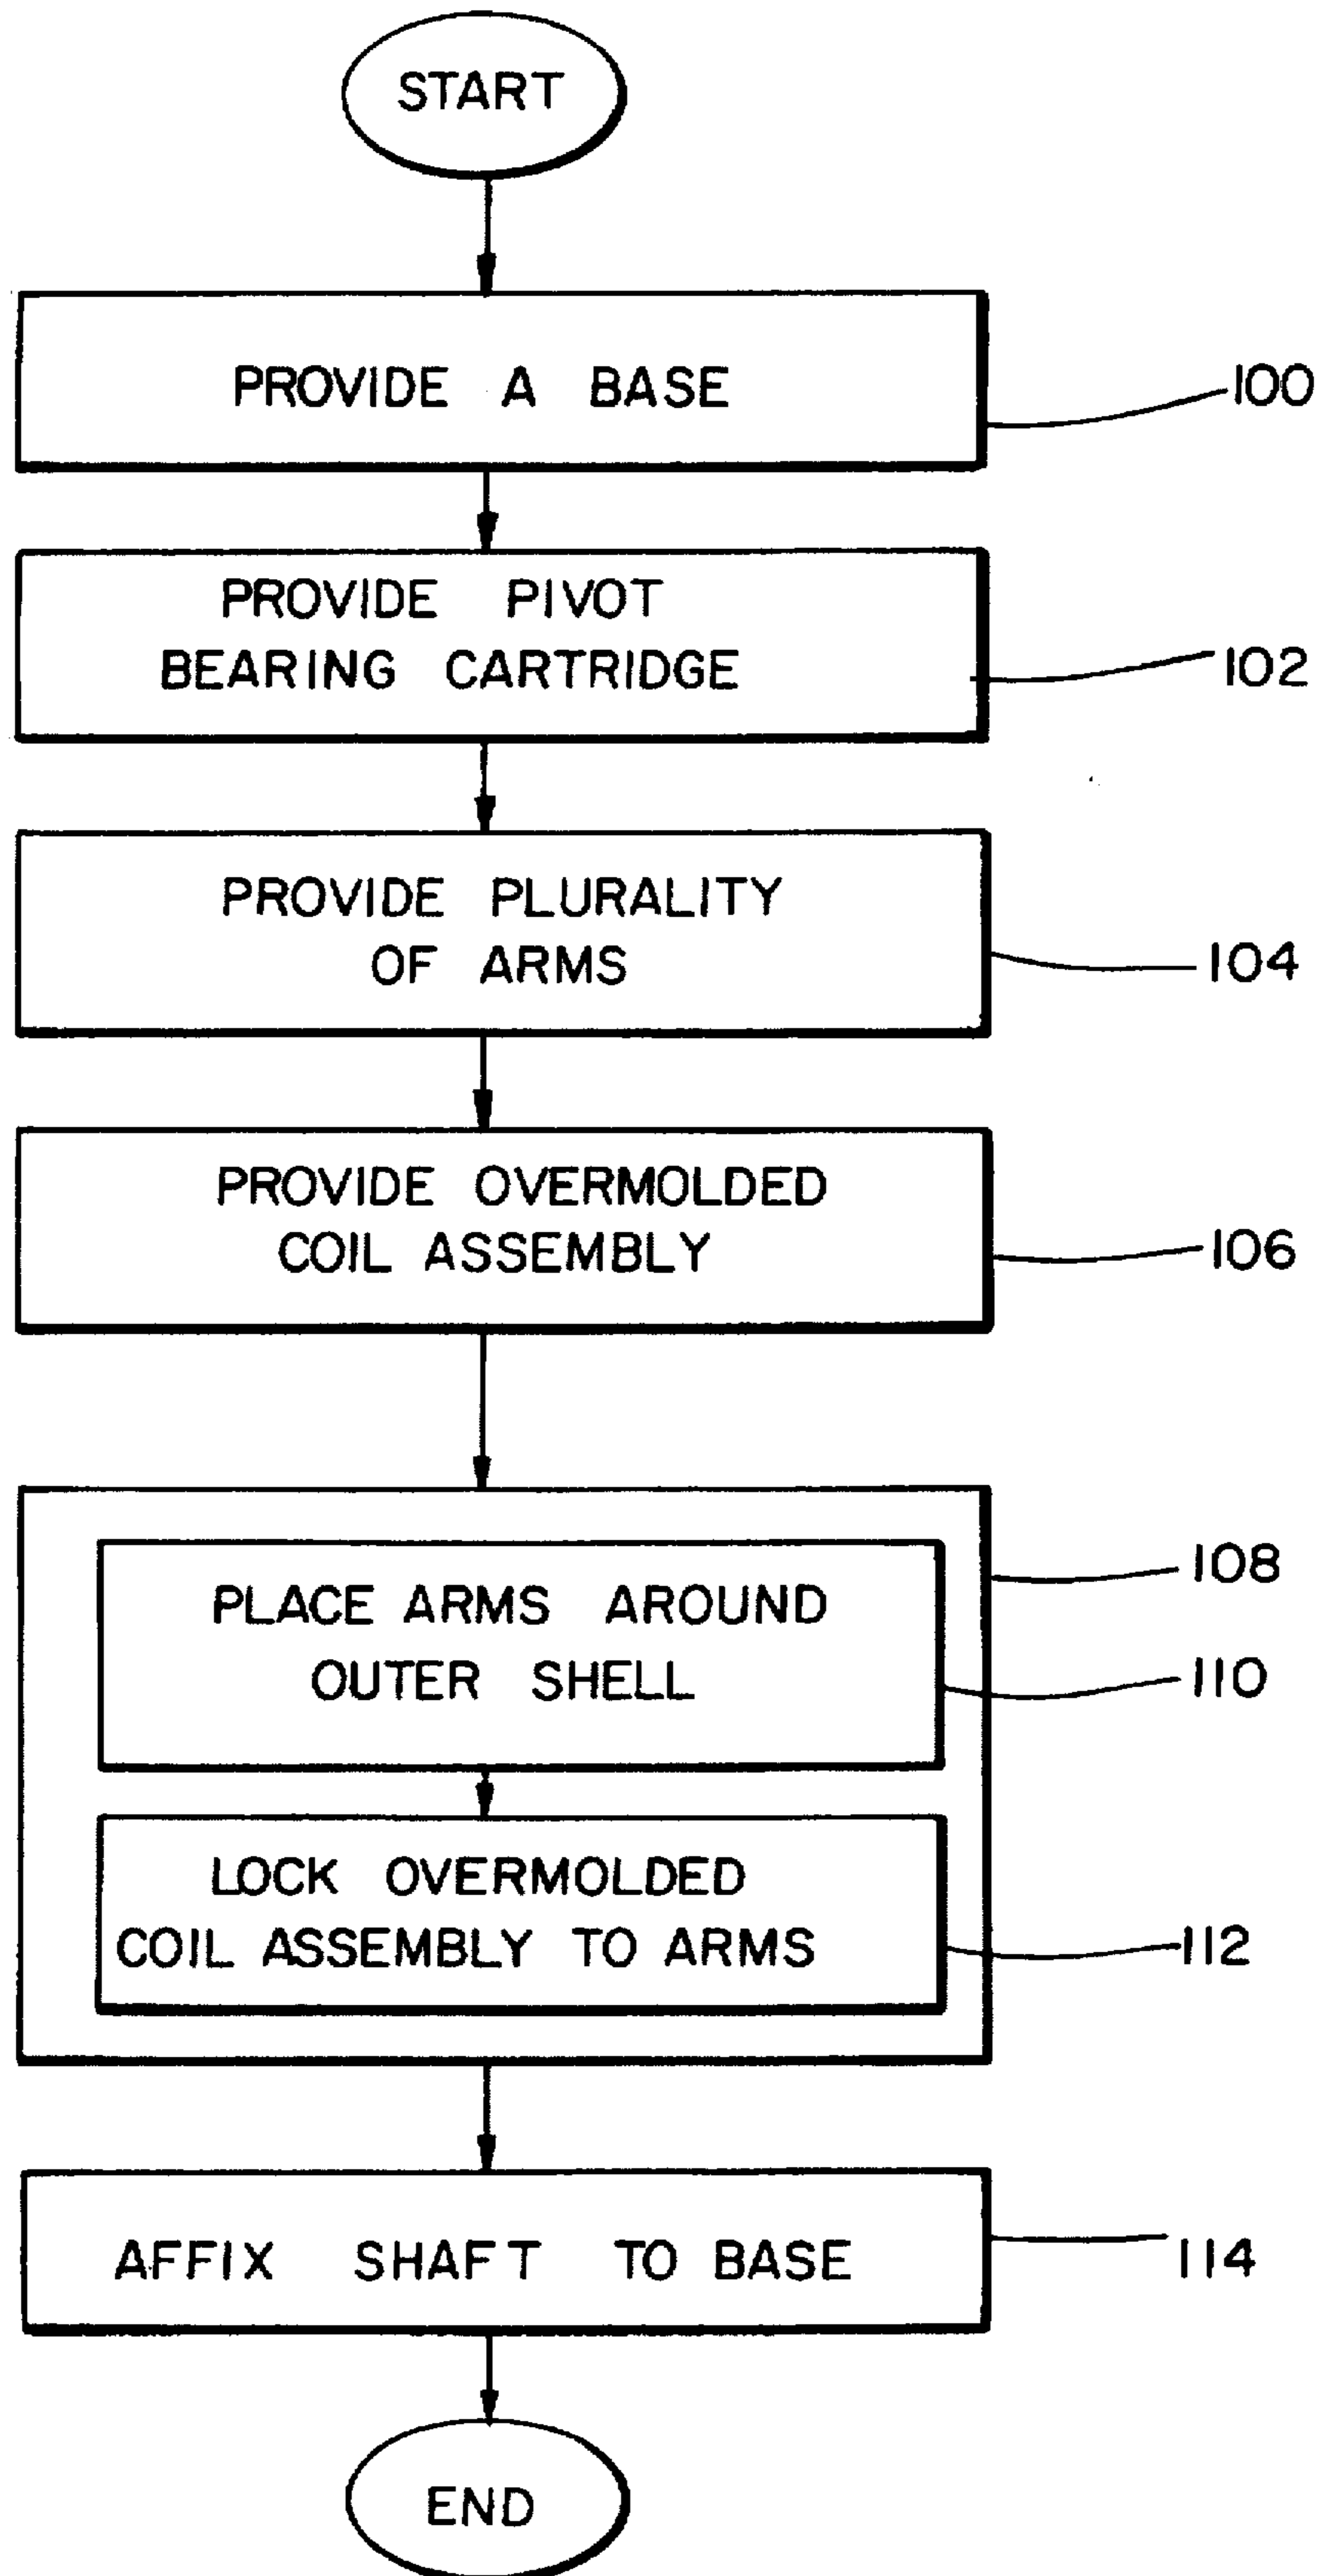 START
PROVIDE A BASE
100
PROVIDE PIVOT
BEARING CARTRIDGE
102
PROVIDE PLURALITY
OF ARMS
104
PROVIDE OVERMOLDED
COIL ASSEMBLY
106
108
PLACE ARMS AROUND
OUTER SHELL
110
LOCK OVERMOLDED
COIL ASSEMBLY TO ARMS
112
AFFIX SHAFT TO BASE
114
END